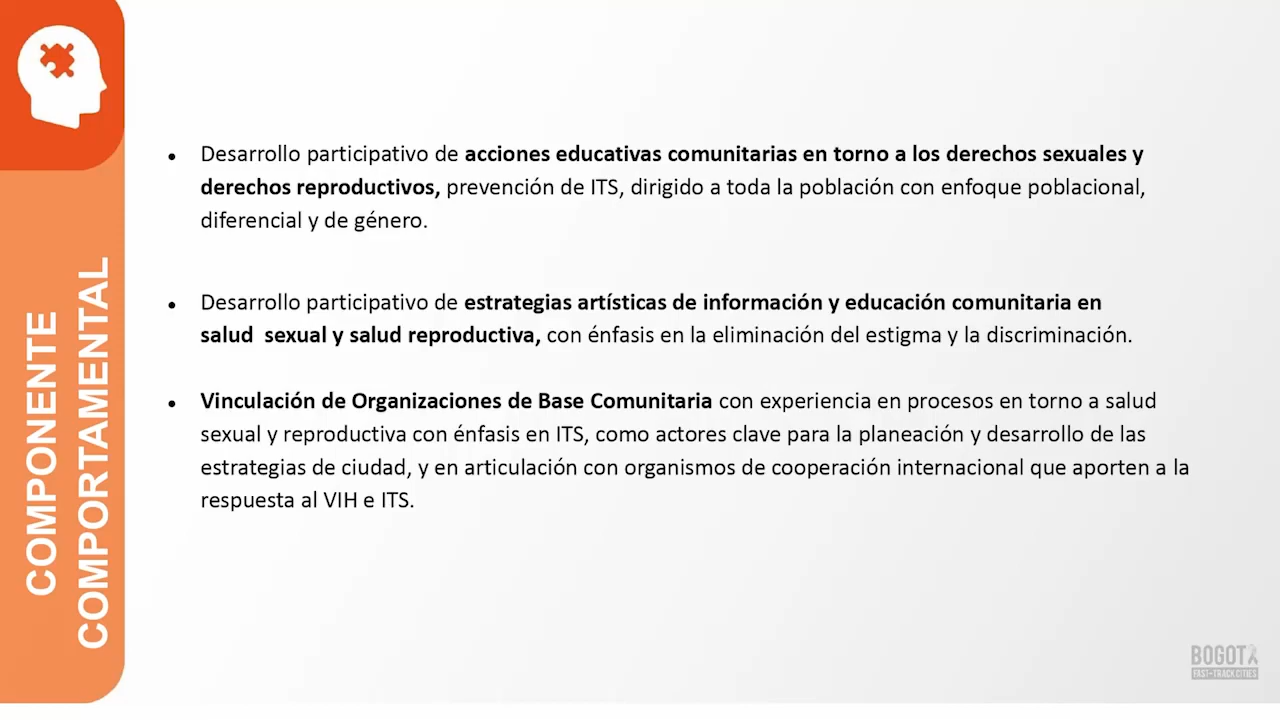 COMPONENTE
COMPORTAMENTAL
● Desarrollo participativo de acciones educativas comunitarias en torno a los derechos sexuales y
derechos reproductivos, prevención de ITS, dirigido a toda la población con enfoque poblacional,
diferencial y de género.
● Desarrollo participativo de estrategias artísticas de información y educación comunitaria en
salud  sexual y salud reproductiva, con énfasis en la eliminación del estigma y la discriminación.
● Vinculación de Organizaciones de Base Comunitaria con experiencia en procesos en torno a salud
sexual y reproductiva con énfasis en ITS, como actores clave para la planeación y desarrollo de las
estrategias de ciudad, y en articulación con organismos de cooperación internacional que aporten a la
respuesta al VIH e ITS.
BOGOTA
FAST-TRACK CITIES